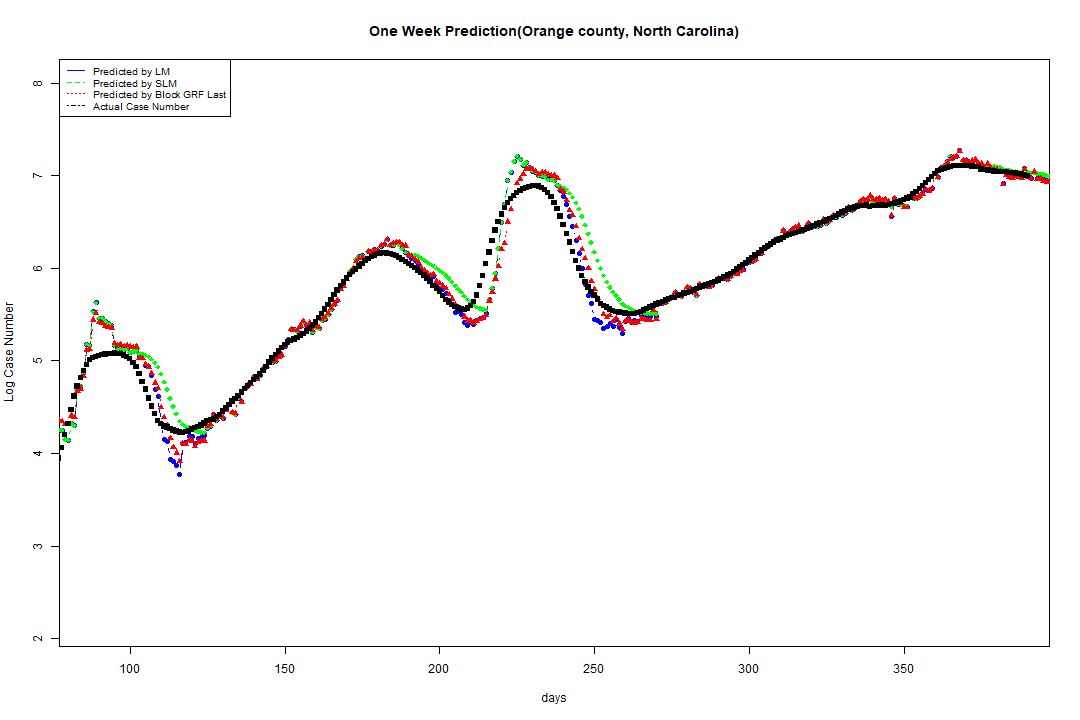 One Week Prediction(Orange county, North Carolina)
Predicted by LM
Predicted by SLM
Predicted by Block GRF Last
Actual Case Number
8
7
6
5
4
3
2
Log Case Number
100 150 200 250 300 350
days